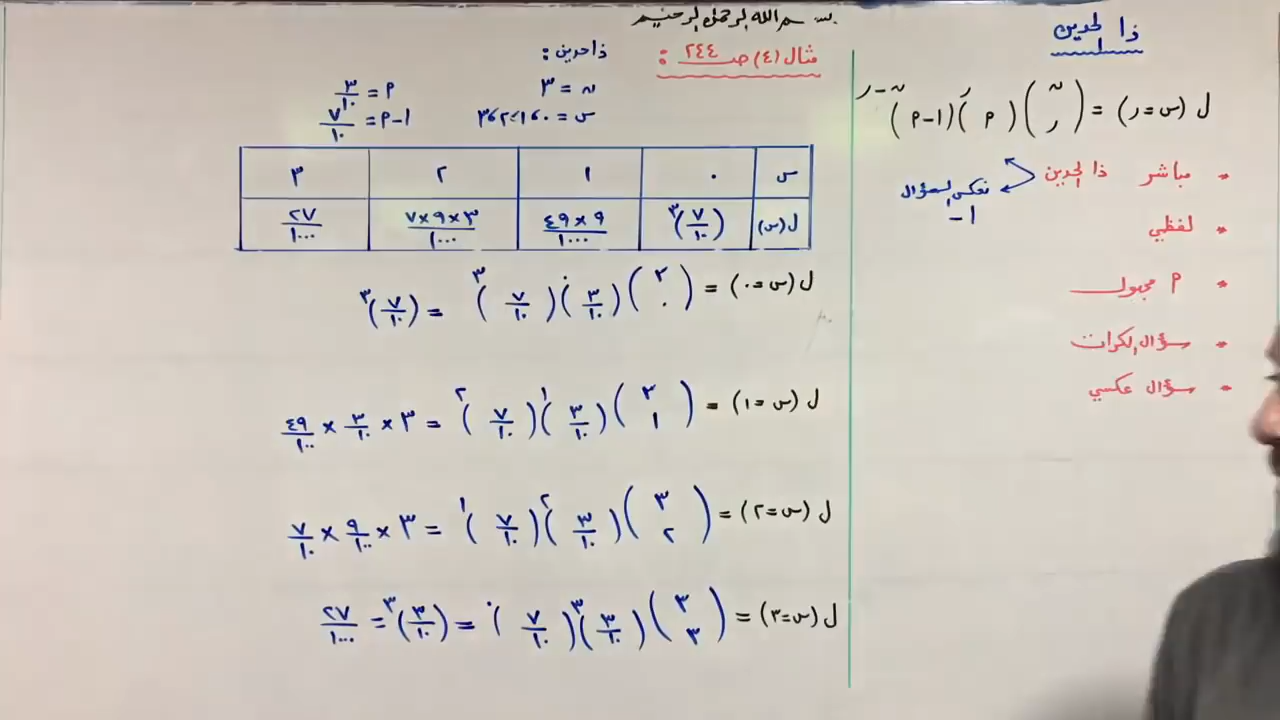 بسم الله الرحمن الرحيم
ذا الحدين
ل (س=ر) = (ن ر) (P)^ر (١-P)^ن-ر
* مباشر ذا الحدين
نعكس السؤال
١-
* لفظي
* P مجهول
* سؤال الكرات
* سؤال عكسي
مثال (٤) صـ ٢٤٤ :
ذا حدين :
ن = ٣
P = ٣/١٠
س = ٠، ١، ٢، ٣
١-P = ٧/١٠
س ٠ ١ ٢ ٣
ل(س) (٧/١٠)^٣ ٩×٤٩/١٠٠٠ ٣×٩×٧/١٠٠٠ ٢٧/١٠٠٠
ل (س=٠) = (٣ ٠) (٣/١٠)^٠ (٧/١٠)^٣ = (٧/١٠)^٣
ل (س=١) = (٣ ١) (٣/١٠)^١ (٧/١٠)^٢ = ٣ × ٣/١٠ × ٤٩/١٠٠
ل (س=٢) = (٣ ٢) (٣/١٠)^٢ (٧/١٠)^١ = ٣ × ٩/١٠٠ × ٧/١٠
ل (س=٣) = (٣ ٣) (٣/١٠)^٣ (٧/١٠)^٠ = (٣/١٠)^٣ = ٢٧/١٠٠٠